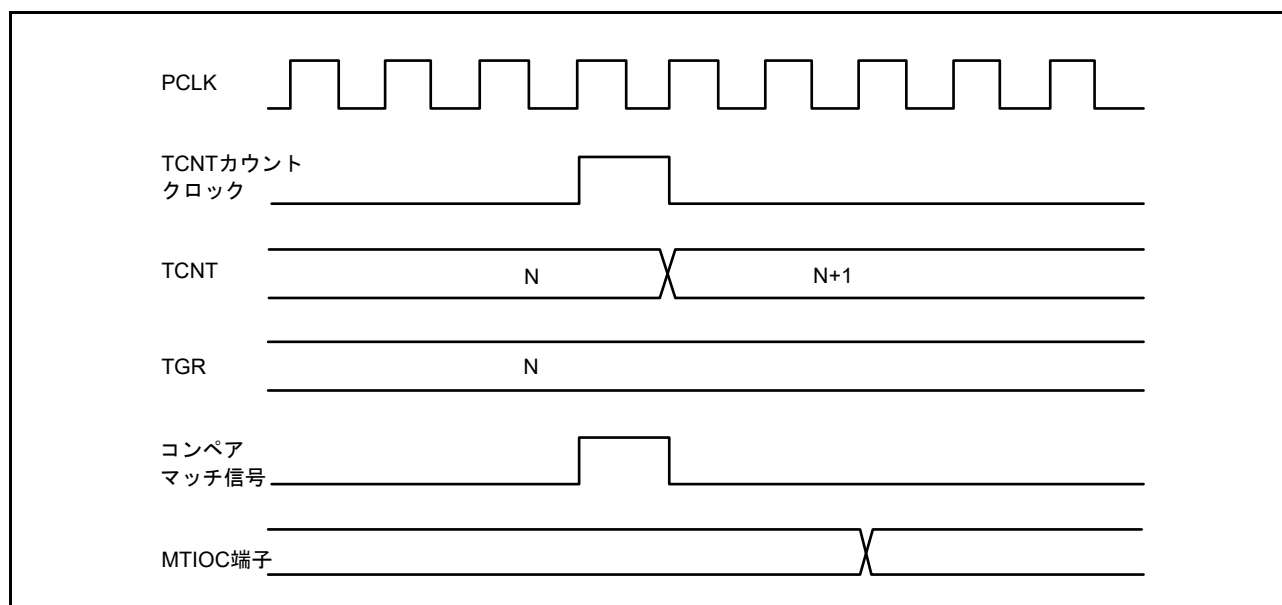 PCLK
TCNTカウント
クロック
TCNT
N
N+1
TGR
N
コンペア
マッチ信号
MTIOC端子